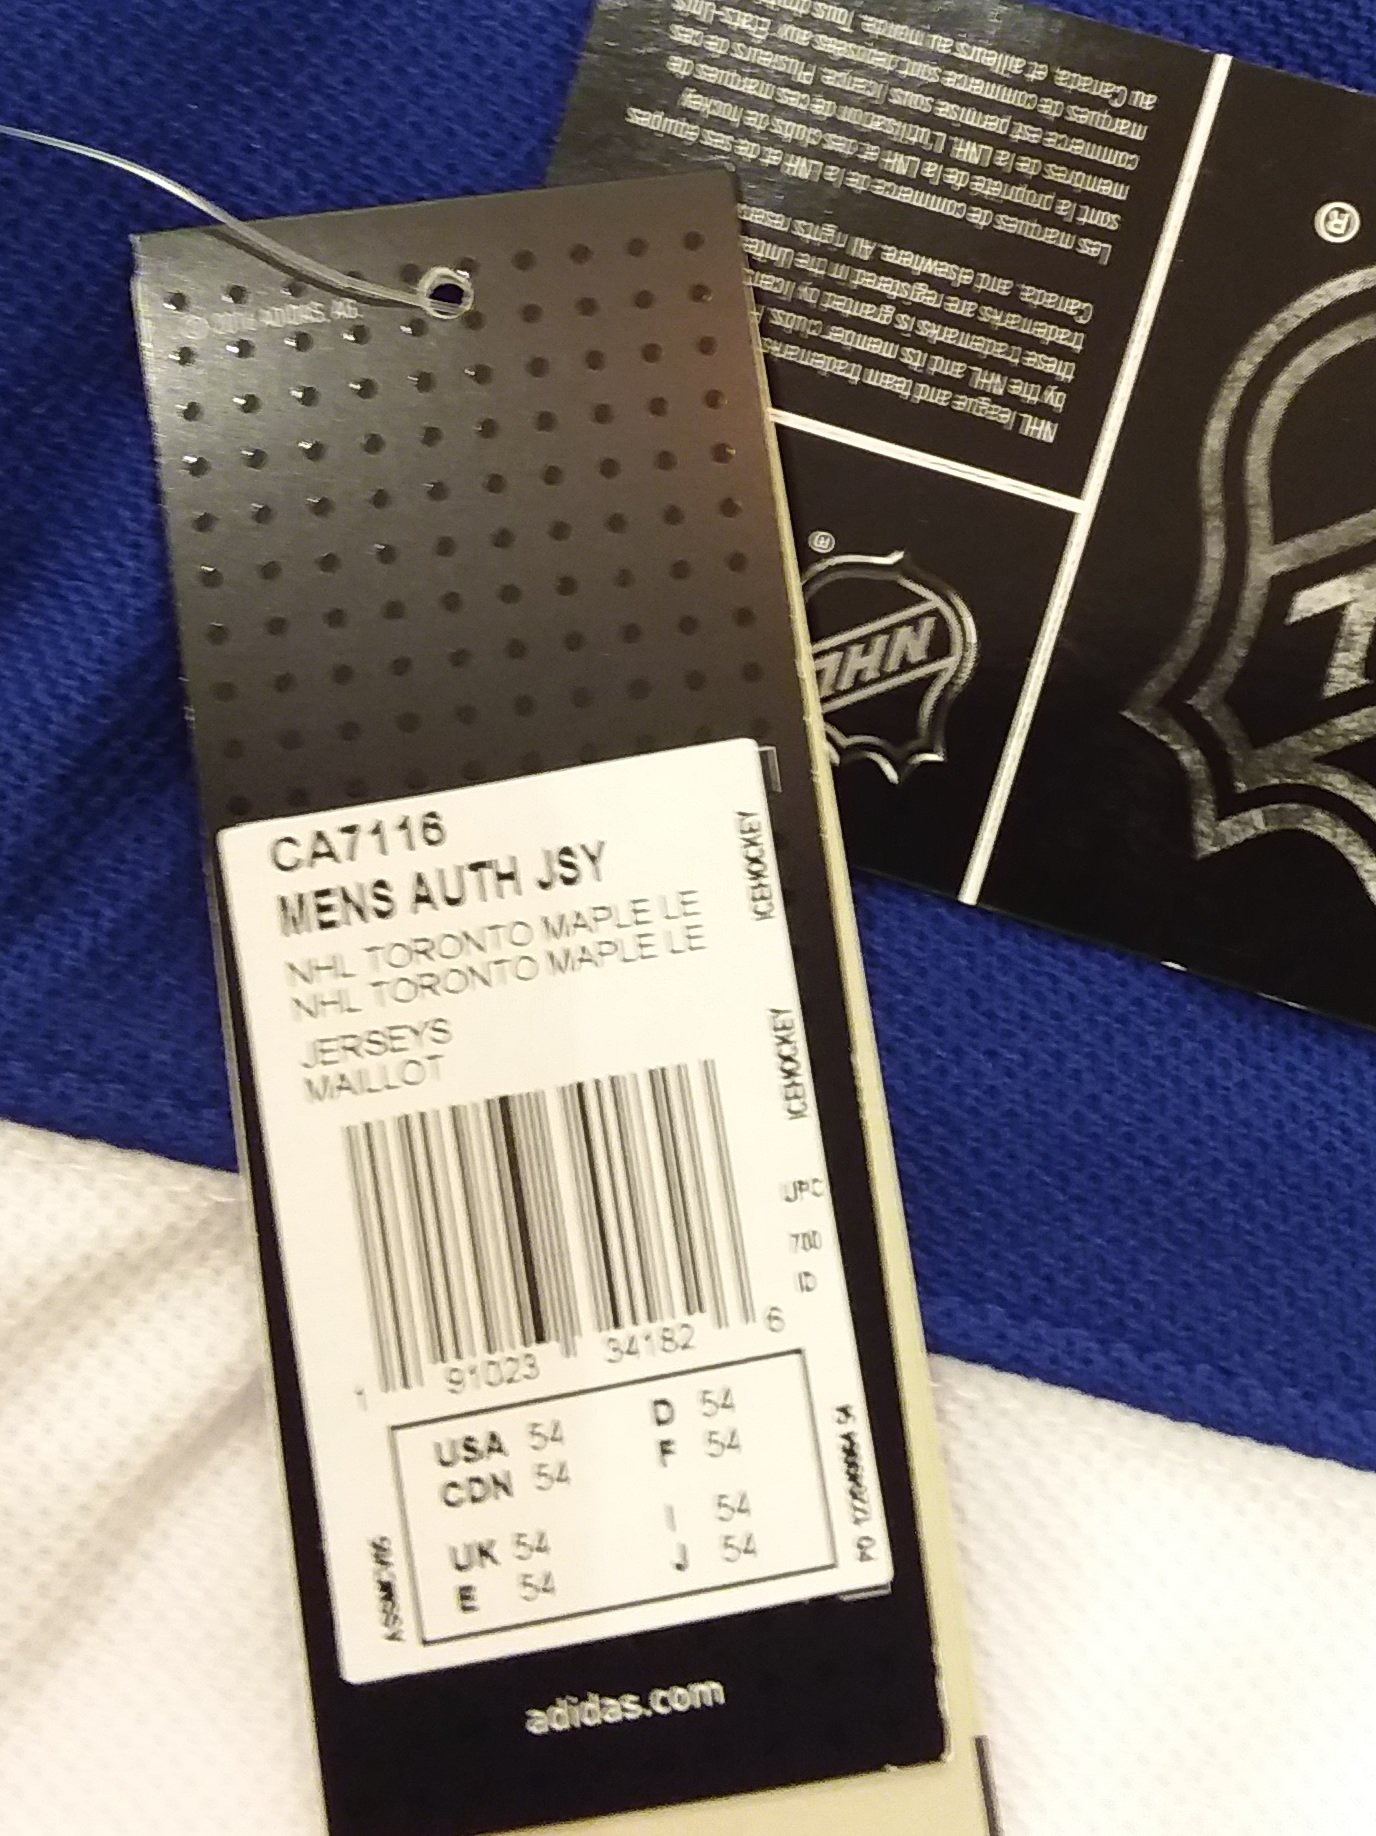 ADIDAS AG
CA7116
MENS AUTH JSY
NHL TORONTO MAPLE LE
NHL TORONTO MAPLE LE
JERSEYS
MAILLOT
ICEHOCKEY
ICEHOCKEY
UPC
700
ID
1 91023 34182 6
USA 54
CDN 54
UK 54
E 54
D 54
F 54
I 54
J 54
PO
adidas.com
®
NHL
®
NHL league and team trademarks
by the NHL and its member clubs.
these trademarks is granted by
trademarks are registered in the
Canada, and elsewhere. All rights
Les marques de commerce de la LNH et de ses équipes
sont la propriété de la LNH et des clubs de hockey
membres de la LNH. L'utilisation de ces marques de
commerce est permise sous licence. Plusieurs de ces
marques de commerce sont déposées aux États-Unis
au Canada, et ailleurs au monde. Tous